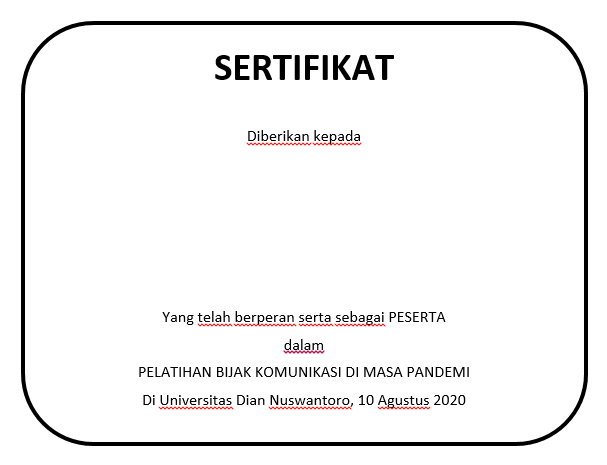 SERTIFIKAT
Diberikan kepada
Yang telah berperan serta sebagai PESERTA
dalam
PELATIHAN BIJAK KOMUNIKASI DI MASA PANDEMI
Di Universitas Dian Nuswantoro, 10 Agustus 2020